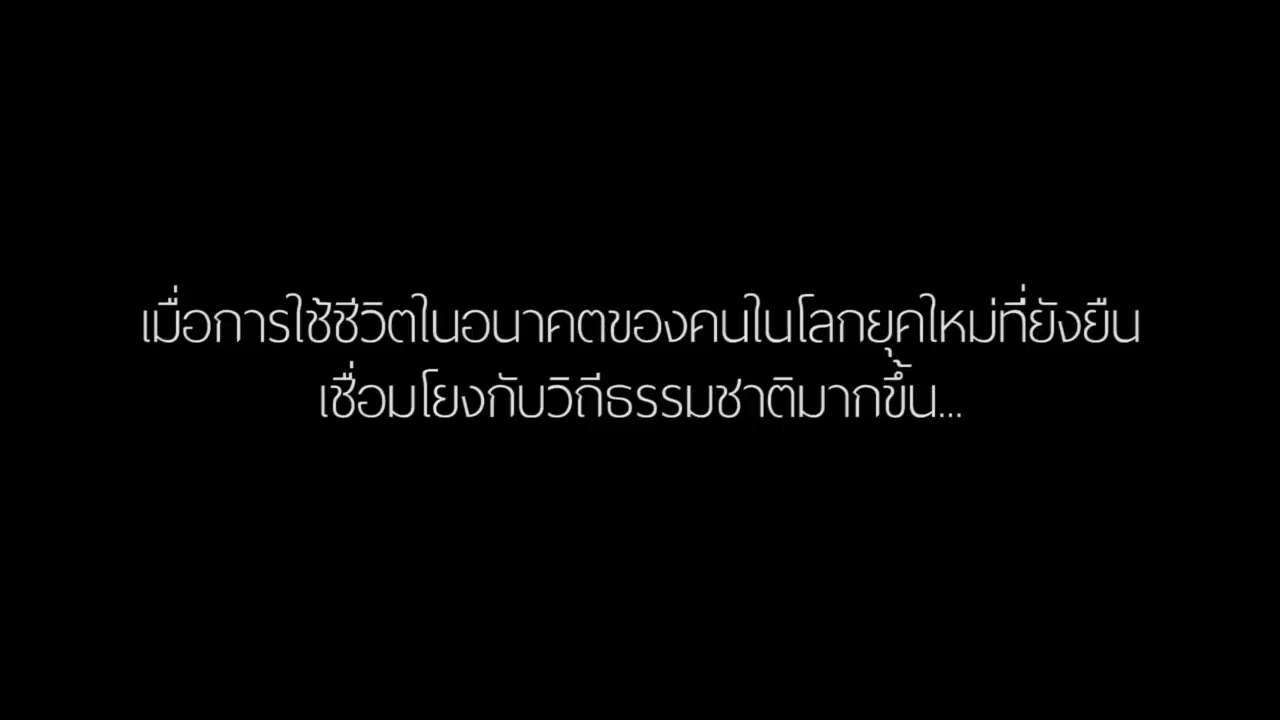 เมื่อการใช้ชีวิตในอนาคตของคนในโลกยุคใหม่ที่ยังยืน
เชื่อมโยงกับวิถีธรรมชาติมากขึ้น...